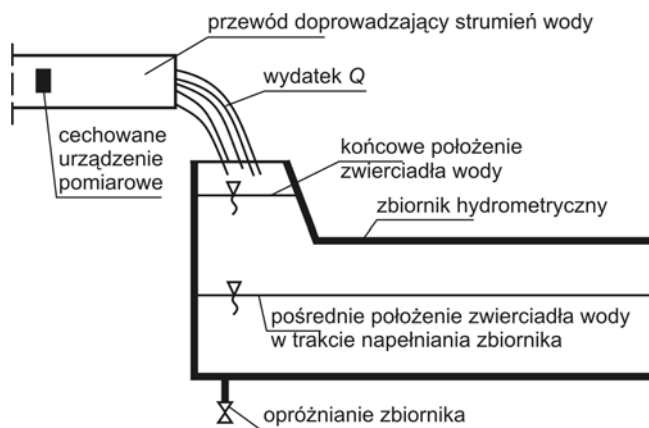 przewód doprowadzający strumień wody
wydatek Q
cechowane
urządzenie
pomiarowe
końcowe położenie
zwierciadła wody
zbiornik hydrometryczny
pośrednie położenie zwierciadła wody
w trakcie napełniania zbiornika
opróżnianie zbiornika